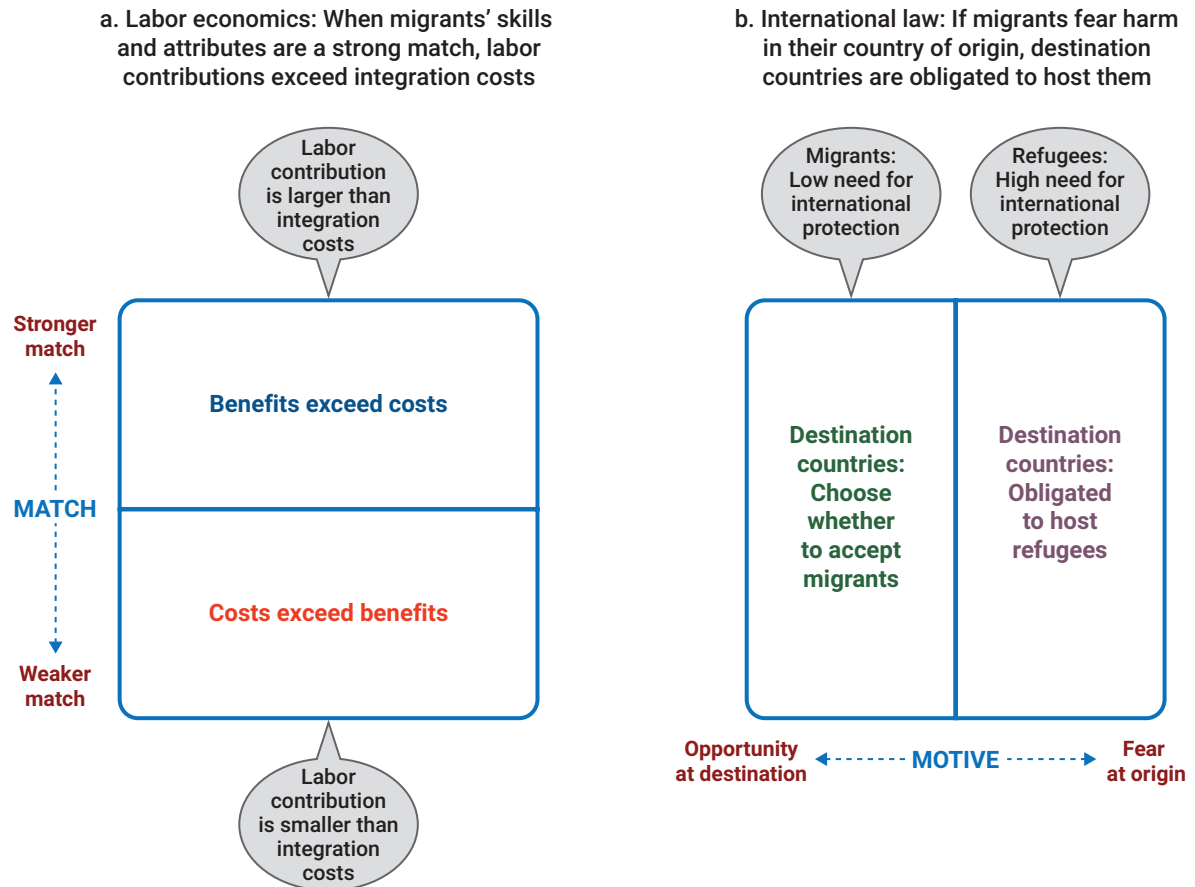 a. Labor economics: When migrants’ skills
and attributes are a strong match, labor
contributions exceed integration costs
Labor
contribution
is larger than
integration
costs
Stronger
match
MATCH
Weaker
match
Benefits exceed costs
Costs exceed benefits
Labor
contribution
is smaller than
integration
costs
b. International law: If migrants fear harm
in their country of origin, destination
countries are obligated to host them
Migrants:
Low need for
international
protection
Refugees:
High need for
international
protection
Destination
countries:
Choose
whether
to accept
migrants
Destination
countries:
Obligated
to host
refugees
Opportunity
at destination
MOTIVE
Fear
at origin